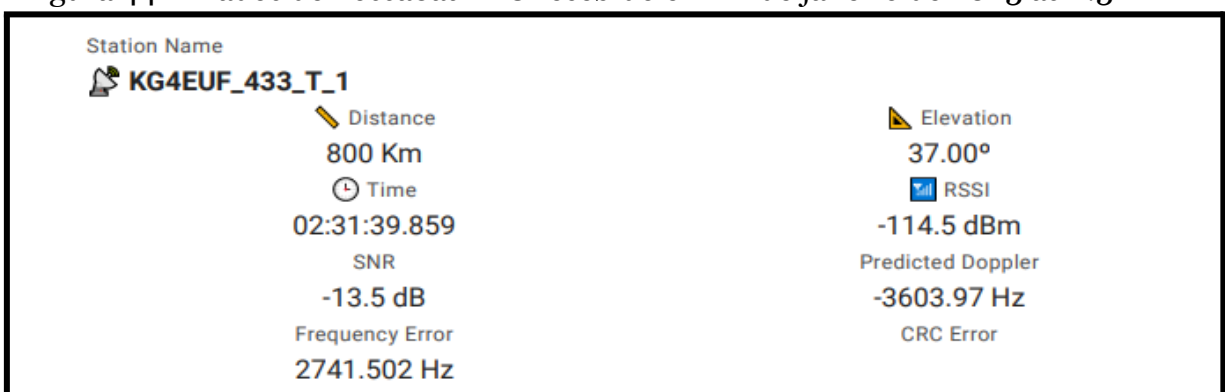 Station Name
KG4EUF_433_T_1
Distance Elevation
800 Km 37.00º
Time RSSI
02:31:39.859 -114.5 dBm
SNR Predicted Doppler
-13.5 dB -3603.97 Hz
Frequency Error CRC Error
2741.502 Hz